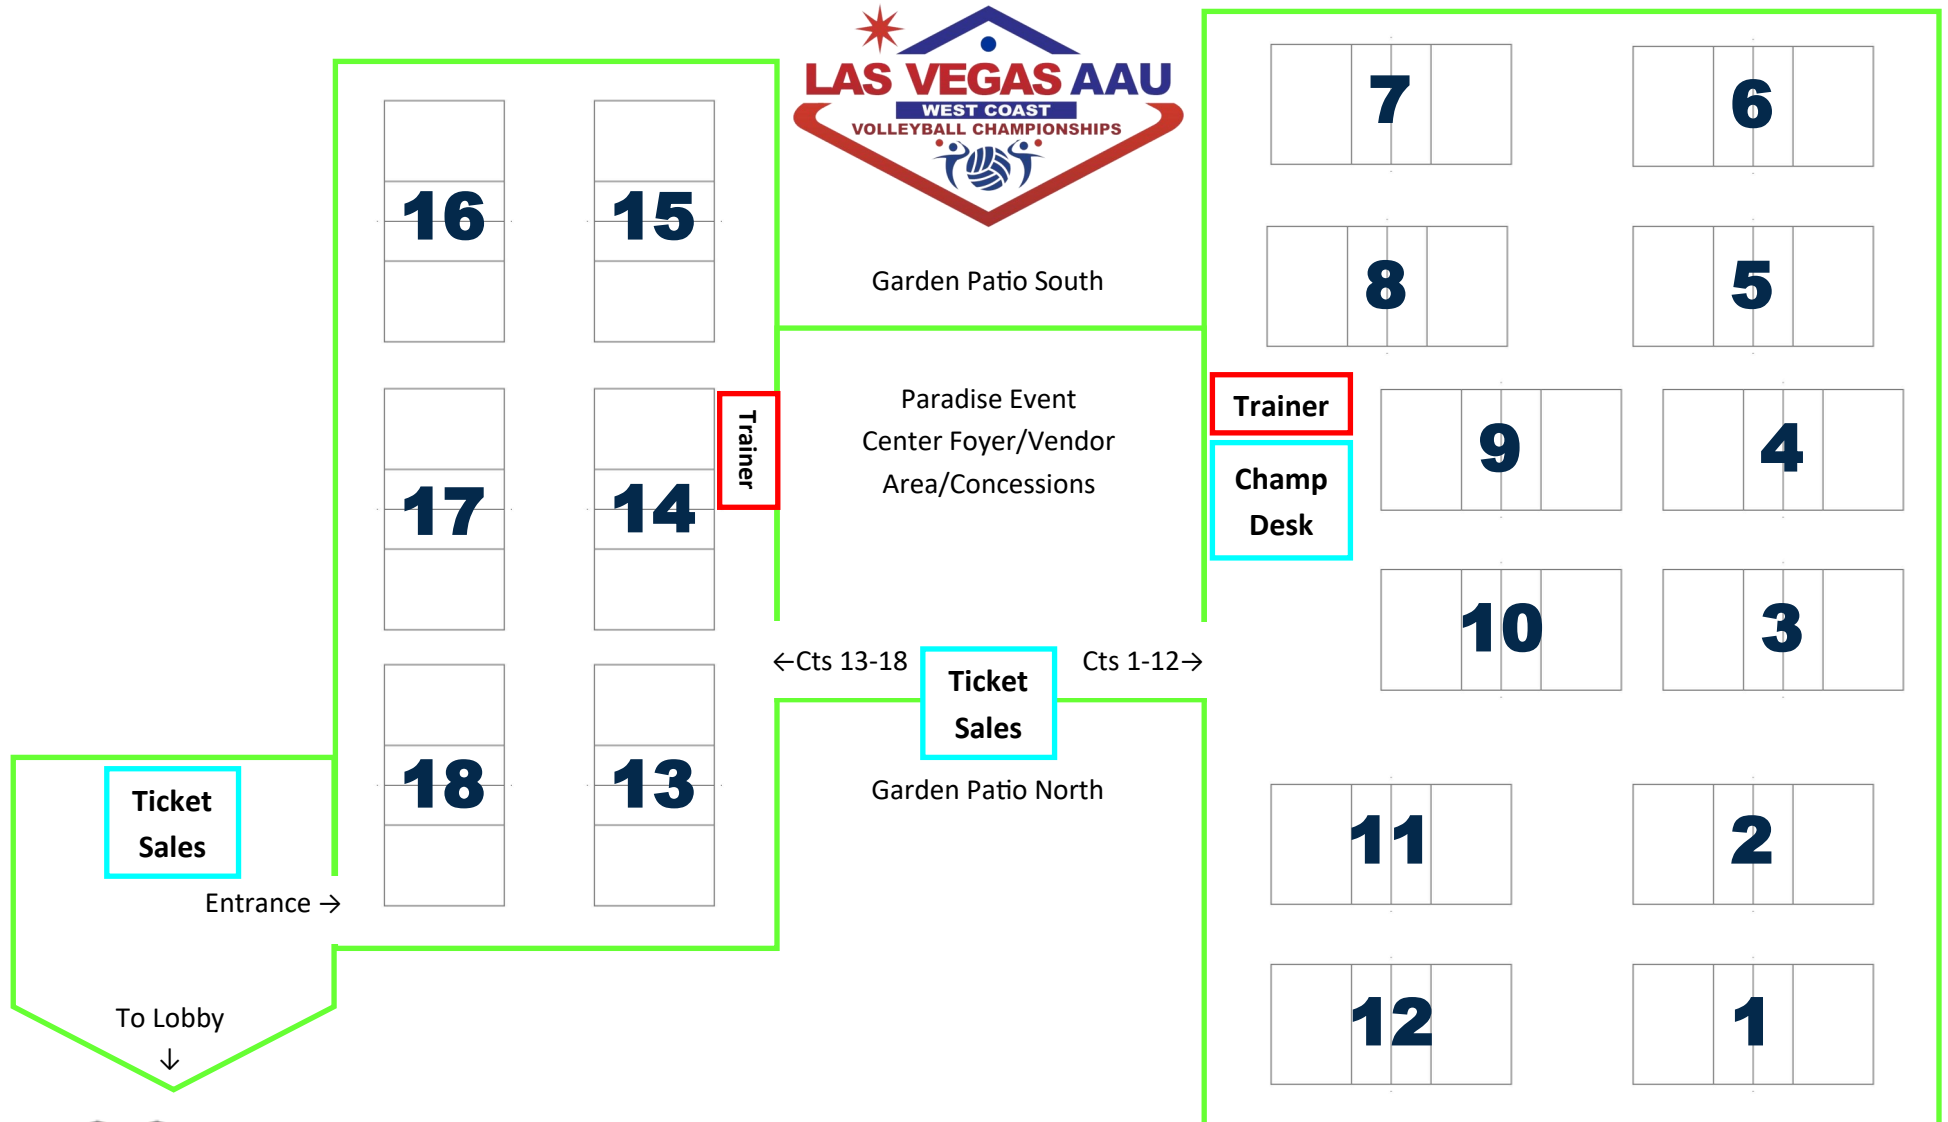 LAS VEGAS AAU
WEST COAST
VOLLEYBALL CHAMPIONSHIPS
7
6
16
15
8
5
Garden Patio South
Trainer
Paradise Event
Center Foyer/Vendor
Area/Concessions
Trainer
Champ
Desk
9
4
17
14
10
3
←Cts 13-18
Ticket
Sales
Cts 1-12→
18
13
Garden Patio North
Ticket
Sales
Entrance →
11
2
To Lobby
↓
12
1